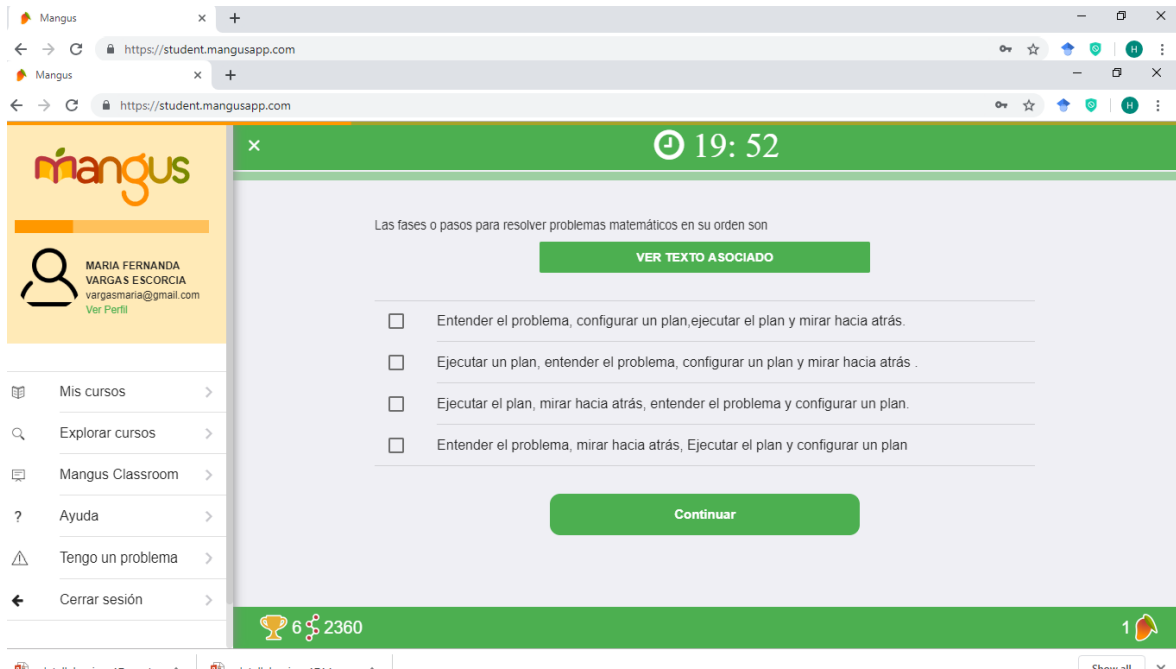 Mangus
https://student.mangusapp.com
H
Mangus
https://student.mangusapp.com
H
mangus
MARIA FERNANDA
VARGAS ESCORCIA
vargasmaria@gmail.com
Ver Perfil
Mis cursos
Explorar cursos
Mangus Classroom
? Ayuda
Tengo un problema
Cerrar sesión
19: 52
Las fases o pasos para resolver problemas matemáticos en su orden son
VER TEXTO ASOCIADO
Entender el problema, configurar un plan,ejecutar el plan y mirar hacia atrás.
Ejecutar un plan, entender el problema, configurar un plan y mirar hacia atrás .
Ejecutar el plan, mirar hacia atrás, entender el problema y configurar un plan.
Entender el problema, mirar hacia atrás, Ejecutar el plan y configurar un plan
Continuar
6 2360
1
Show all